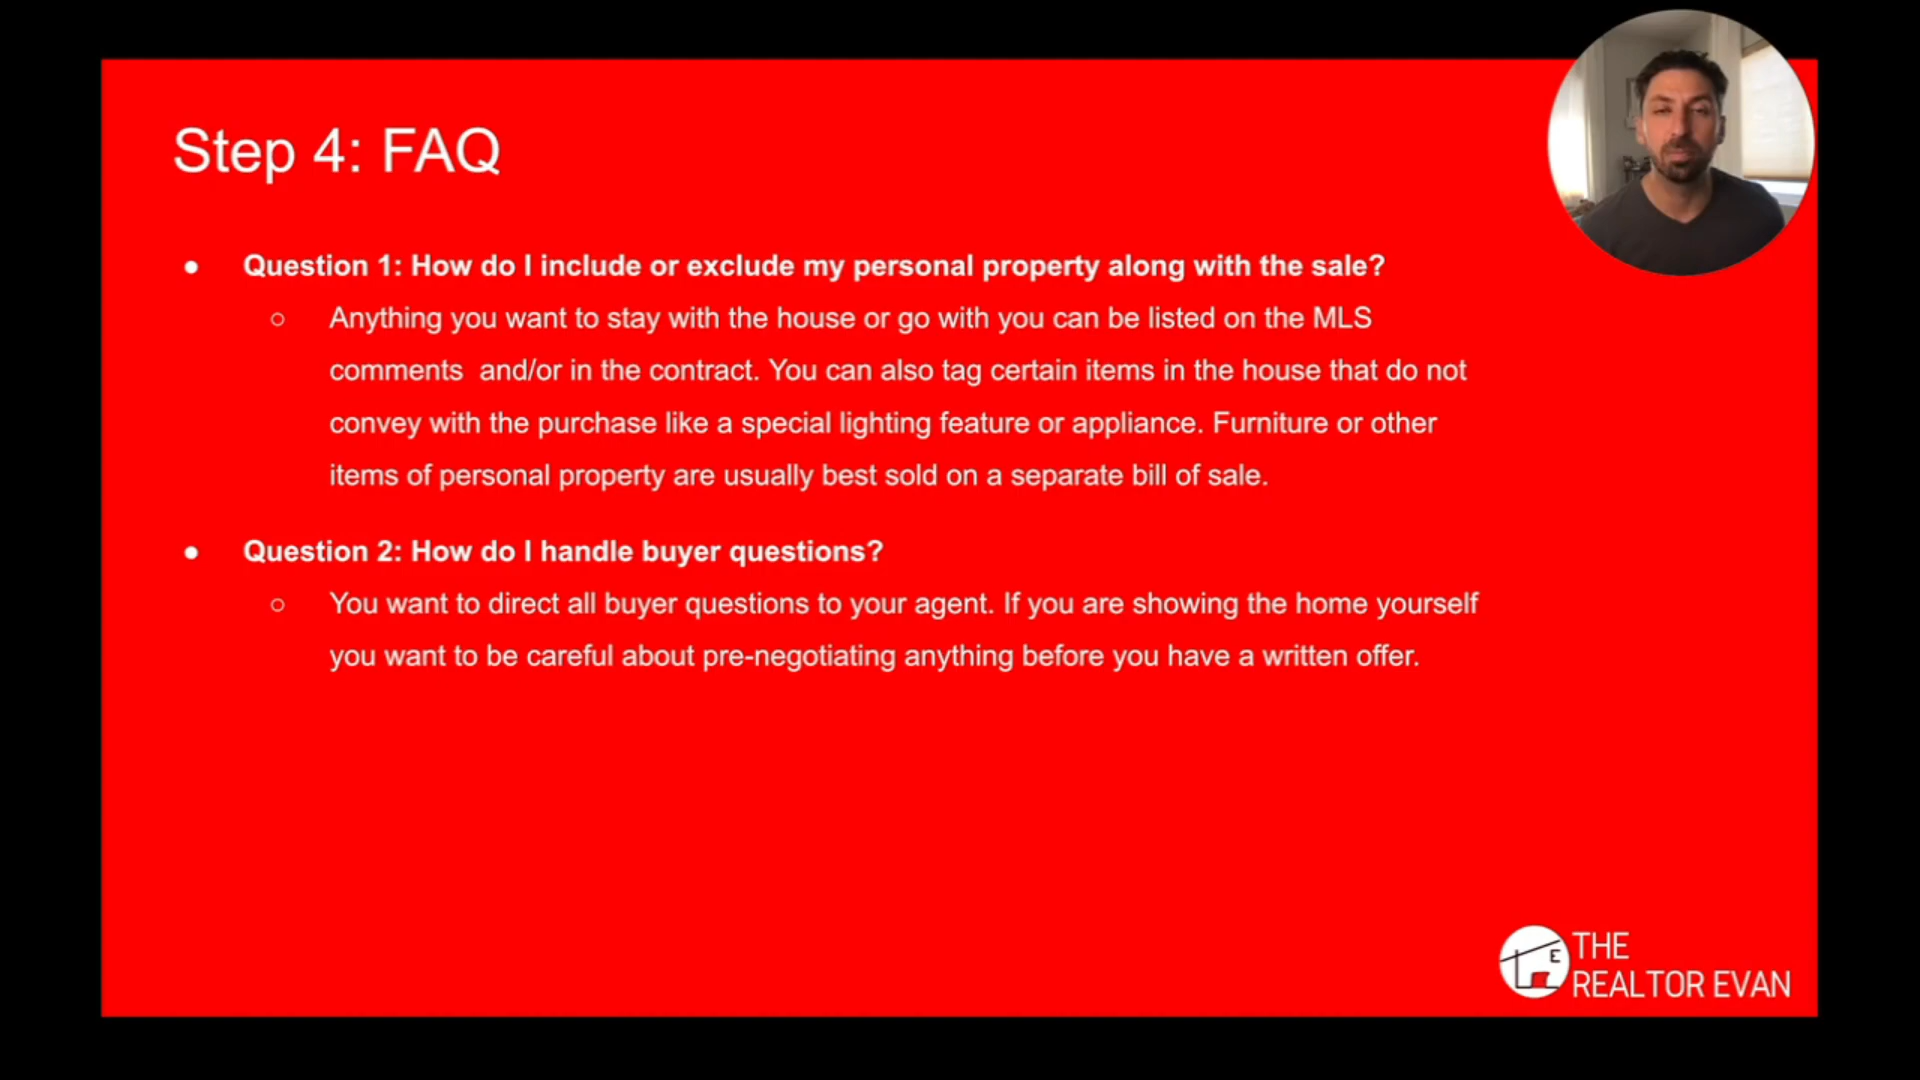 Step 4: FAQ
● Question 1: How do I include or exclude my personal property along with the sale?
○ Anything you want to stay with the house or go with you can be listed on the MLS
comments  and/or in the contract. You can also tag certain items in the house that do not
convey with the purchase like a special lighting feature or appliance. Furniture or other
items of personal property are usually best sold on a separate bill of sale.
● Question 2: How do I handle buyer questions?
○ You want to direct all buyer questions to your agent. If you are showing the home yourself
you want to be careful about pre-negotiating anything before you have a written offer.
E
THE
REALTOR EVAN